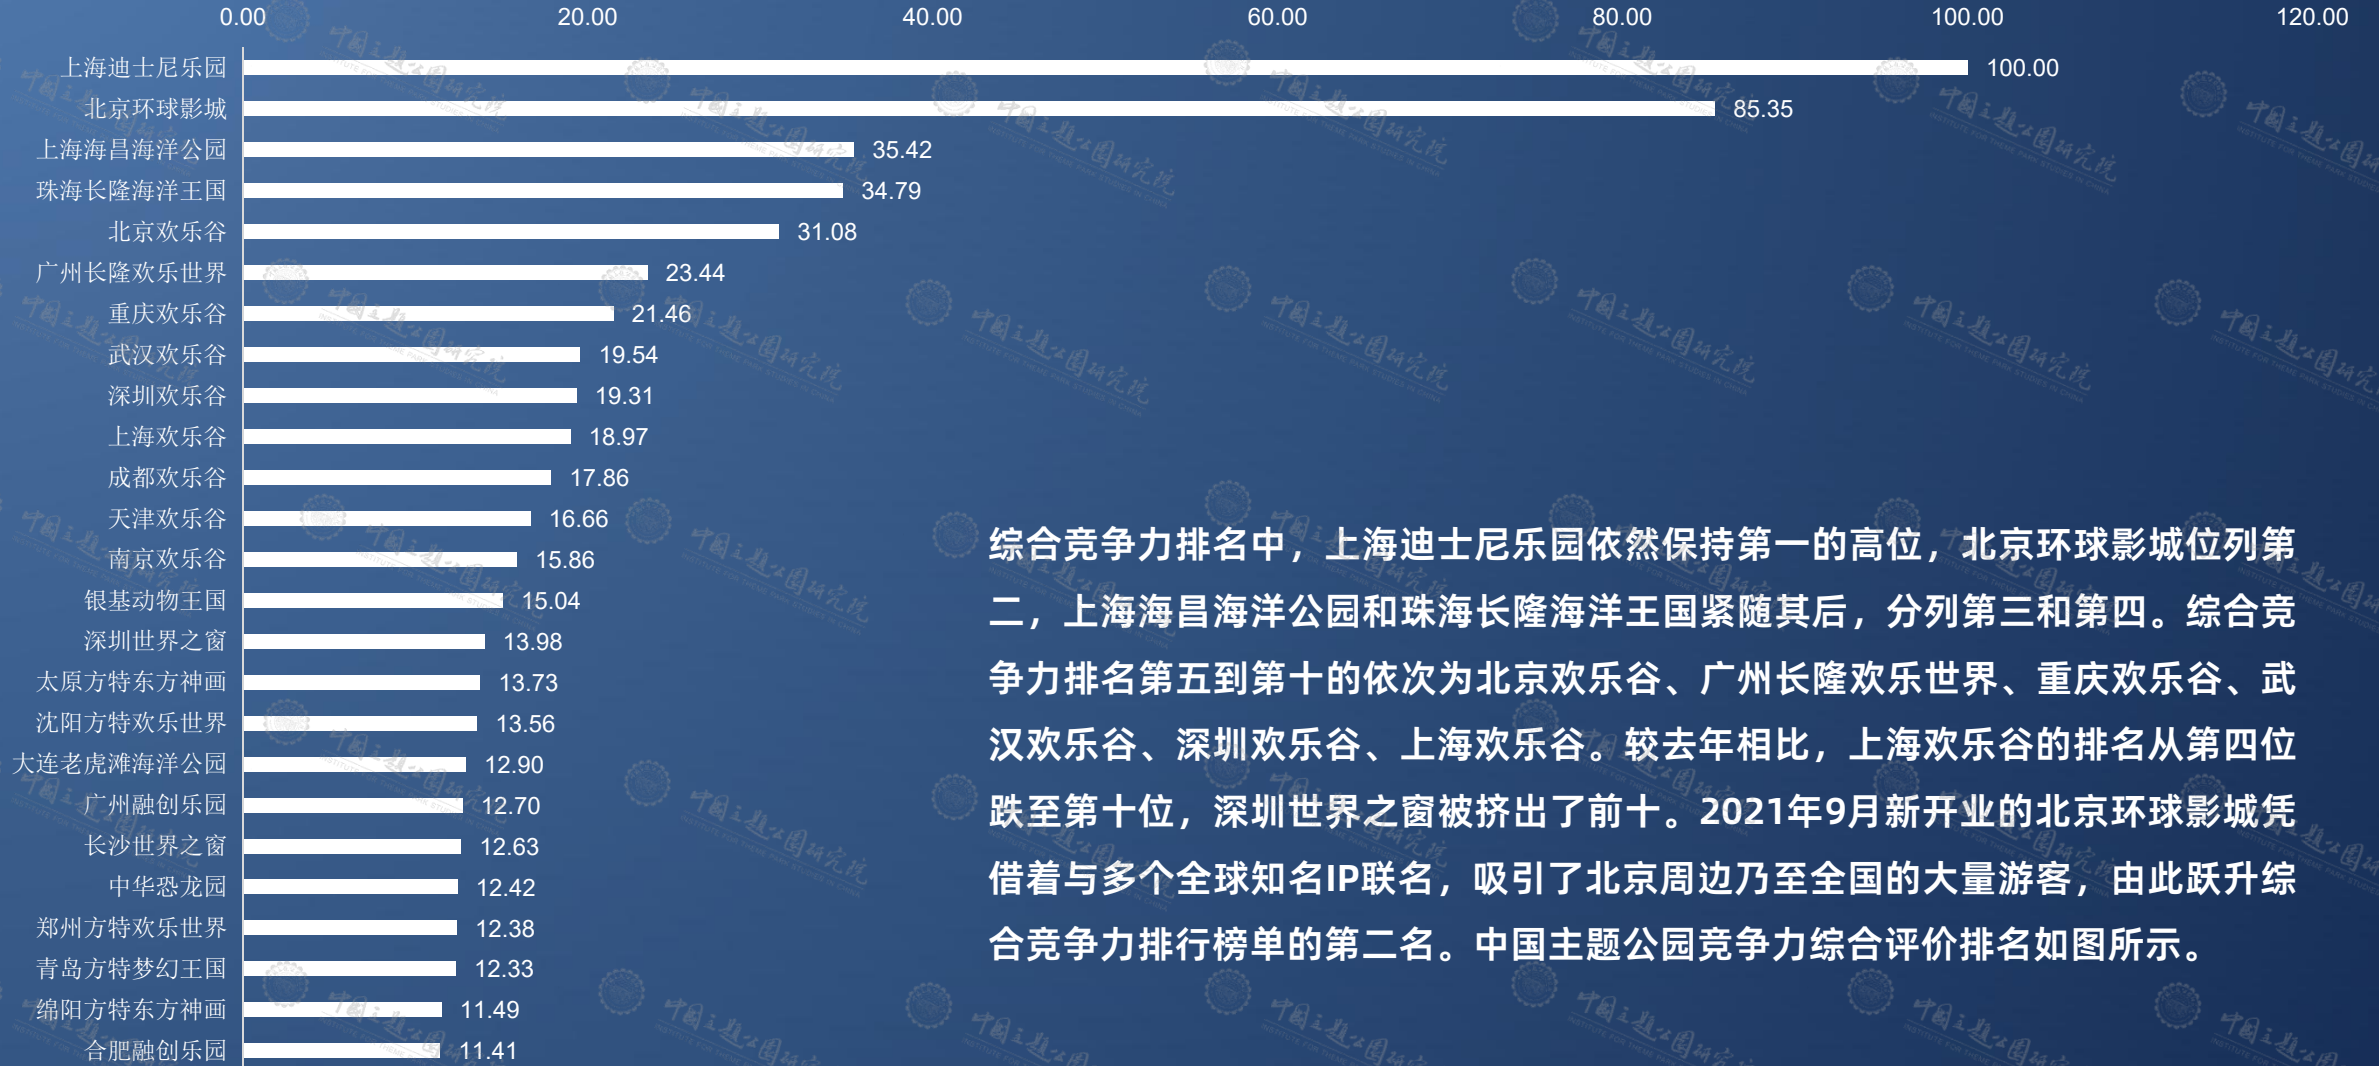 0.00 20.00 40.00 60.00 80.00 100.00 120.00
上海迪士尼乐园 100.00
北京环球影城 85.35
上海海昌海洋公园 35.42
珠海长隆海洋王国 34.79
北京欢乐谷 31.08
广州长隆欢乐世界 23.44
重庆欢乐谷 21.46
武汉欢乐谷 19.54
深圳欢乐谷 19.31
上海欢乐谷 18.97
成都欢乐谷 17.86
天津欢乐谷 16.66
南京欢乐谷 15.86
银基动物王国 15.04
深圳世界之窗 13.98
太原方特东方神画 13.73
沈阳方特欢乐世界 13.56
大连老虎滩海洋公园 12.90
广州融创乐园 12.70
长沙世界之窗 12.63
中华恐龙园 12.42
郑州方特欢乐世界 12.38
青岛方特梦幻王国 12.33
绵阳方特东方神画 11.49
合肥融创乐园 11.41
综合竞争力排名中，上海迪士尼乐园依然保持第一的高位，北京环球影城位列第
二，上海海昌海洋公园和珠海长隆海洋王国紧随其后，分列第三和第四。综合竞
争力排名第五到第十的依次为北京欢乐谷、广州长隆欢乐世界、重庆欢乐谷、武
汉欢乐谷、深圳欢乐谷、上海欢乐谷。较去年相比，上海欢乐谷的排名从第四位
跌至第十位，深圳世界之窗被挤出了前十。2021年9月新开业的北京环球影城凭
借着与多个全球知名IP联名，吸引了北京周边乃至全国的大量游客，由此跃升综
合竞争力排行榜单的第二名。中国主题公园竞争力综合评价排名如图所示。
中国主题公园研究院
INSTITUTE FOR THEME PARK STUDIES IN CHINA